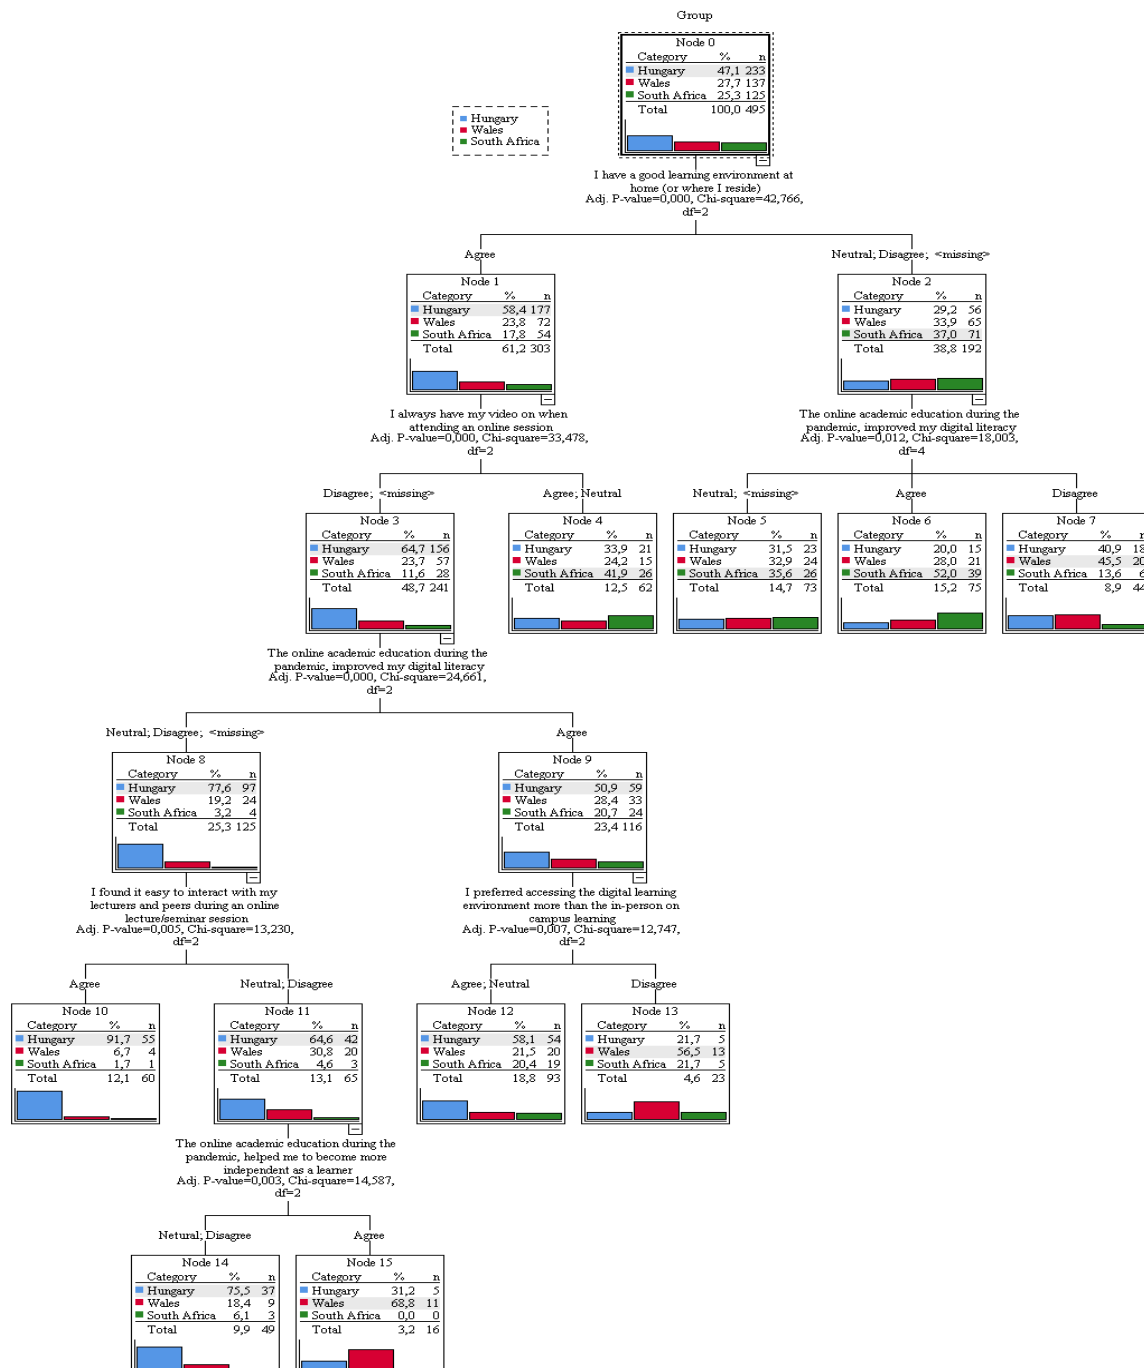 Group
Node 0
Category % n
Hungary 47,1 233
Wales 27,7 137
South Africa 25,3 125
Total 100,0 495
Hungary
Wales
South Africa
I have a good learning environment at
home (or where I reside)
Adj. P-value=0,000, Chi-square=42,766,
df=2
Agree
Neutral; Disagree; <missing>
Node 1
Category % n
Hungary 58,4 177
Wales 23,8 72
South Africa 17,8 54
Total 61,2 303
Node 2
Category % n
Hungary 29,2 56
Wales 33,9 65
South Africa 37,0 71
Total 38,8 192
I always have my video on when
attending an online session
Adj. P-value=0,000, Chi-square=33,478,
df=2
The online academic education during the
pandemic, improved my digital literacy
Adj. P-value=0,012, Chi-square=18,003,
df=4
Disagree; <missing>
Agree; Neutral
Neutral; <missing>
Agree
Disagree
Node 3
Category % n
Hungary 64,7 156
Wales 23,7 57
South Africa 11,6 28
Total 48,7 241
Node 4
Category % n
Hungary 33,9 21
Wales 24,2 15
South Africa 41,9 26
Total 12,5 62
Node 5
Category % n
Hungary 31,5 23
Wales 32,9 24
South Africa 35,6 26
Total 14,7 73
Node 6
Category % n
Hungary 20,0 15
Wales 28,0 21
South Africa 52,0 39
Total 15,2 75
Node 7
Category % n
Hungary 40,9 18
Wales 45,5 20
South Africa 13,6 6
Total 8,9 44
The online academic education during the
pandemic, improved my digital literacy
Adj. P-value=0,000, Chi-square=24,661,
df=2
Neutral; Disagree; <missing>
Agree
Node 8
Category % n
Hungary 77,6 97
Wales 19,2 24
South Africa 3,2 4
Total 25,3 125
Node 9
Category % n
Hungary 50,9 59
Wales 28,4 33
South Africa 20,7 24
Total 23,4 116
I found it easy to interact with my
lecturers and peers during an online
lecture/seminar session
Adj. P-value=0,005, Chi-square=13,230,
df=2
I preferred accessing the digital learning
environment more than the in-person on
campus learning
Adj. P-value=0,007, Chi-square=12,747,
df=2
Agree
Neutral; Disagree
Agree; Neutral
Disagree
Node 10
Category % n
Hungary 91,7 55
Wales 6,7 4
South Africa 1,7 1
Total 12,1 60
Node 11
Category % n
Hungary 64,6 42
Wales 30,8 20
South Africa 4,6 3
Total 13,1 65
Node 12
Category % n
Hungary 58,1 54
Wales 21,5 20
South Africa 20,4 19
Total 18,8 93
Node 13
Category % n
Hungary 21,7 5
Wales 56,5 13
South Africa 21,7 5
Total 4,6 23
The online academic education during the
pandemic, helped me to become more
independent as a learner
Adj. P-value=0,003, Chi-square=14,587,
df=2
Netural; Disagree
Agree
Node 14
Category % n
Hungary 75,5 37
Wales 18,4 9
South Africa 6,1 3
Total 9,9 49
Node 15
Category % n
Hungary 31,2 5
Wales 68,8 11
South Africa 0,0 0
Total 3,2 16